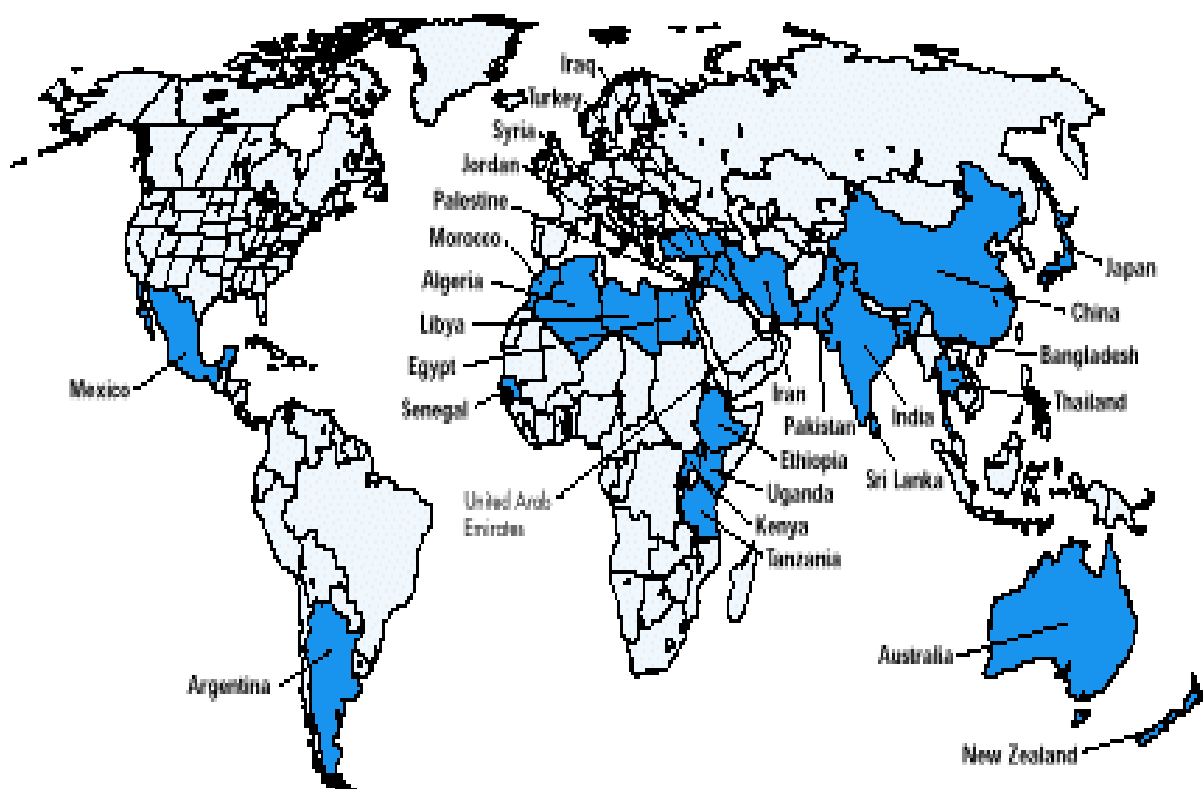 Iraq
Turkey
Syria
Jordan
Palestine
Morocco
Algeria
Libya
Egypt
Senegal
Mexico
United Arab
Emirates
Argentina
Japan
China
Bangladesh
Thailand
India
Iran
Pakistan
Sri Lanka
Ethiopia
Uganda
Kenya
Tanzania
Australia
New Zealand